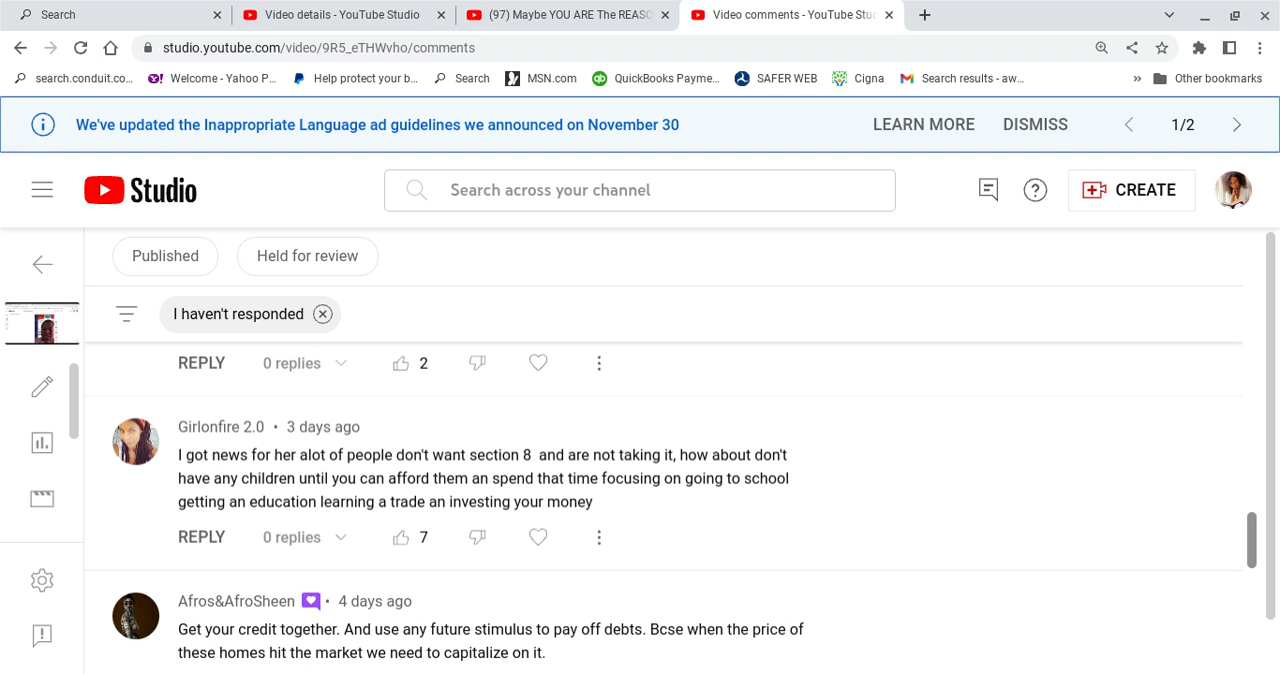 Search
Video details - YouTube Studio
(97) Maybe YOU ARE The REASO
Video comments - YouTube Stu
studio.youtube.com/video/9R5_eTHWvho/comments
search.conduit.co...
Welcome - Yahoo P...
Help protect your b...
Search
MSN.com
QuickBooks Payme...
SAFER WEB
Cigna
Search results - aw...
»
Other bookmarks
We've updated the Inappropriate Language ad guidelines we announced on November 30
LEARN MORE
DISMISS
1/2
Studio
Search across your channel
CREATE
Published
Held for review
I haven't responded
REPLY 0 replies 2
Girlonfire 2.0 • 3 days ago
I got news for her alot of people don't want section 8 and are not taking it, how about don't
have any children until you can afford them an spend that time focusing on going to school
getting an education learning a trade an investing your money
REPLY 0 replies 7
Afros&AfroSheen • 4 days ago
Get your credit together. And use any future stimulus to pay off debts. Bcse when the price of
these homes hit the market we need to capitalize on it.